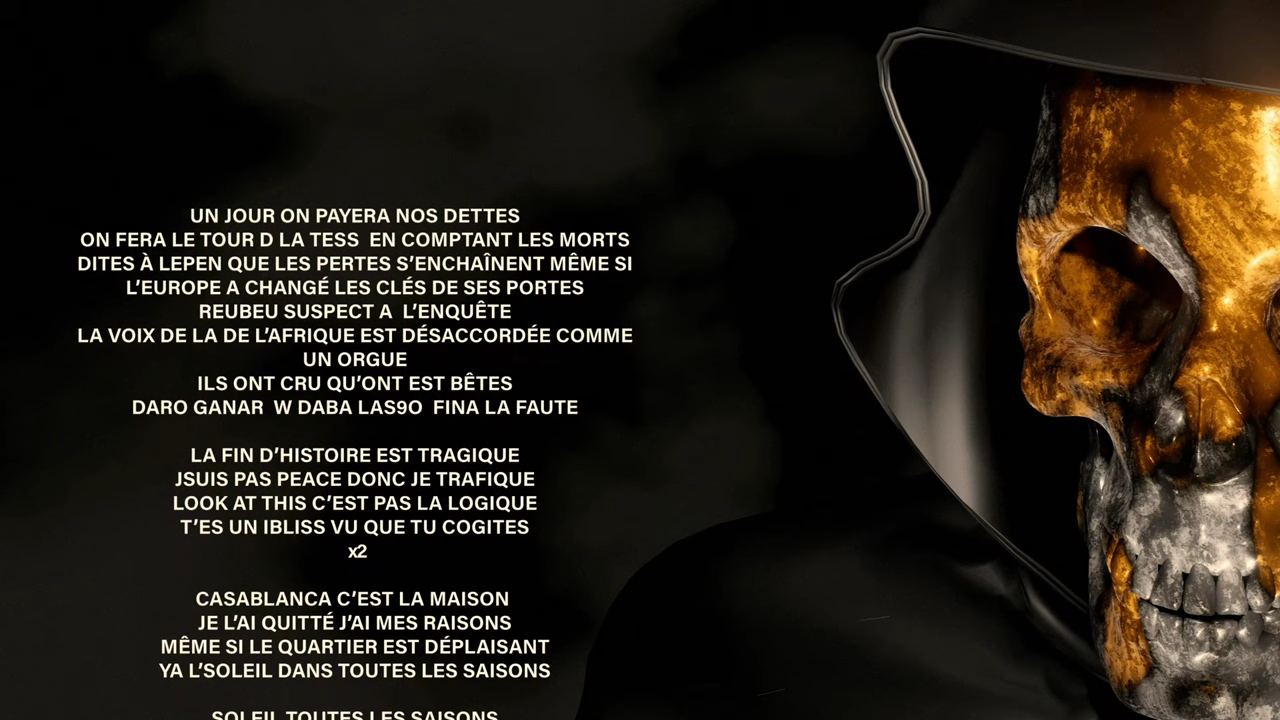 UN JOUR ON PAYERA NOS DETTES
ON FERA LE TOUR D LA TESS EN COMPTANT LES MORTS
DITES À LEPEN QUE LES PERTES S’ENCHAÎNENT MÊME SI
L’EUROPE A CHANGÉ LES CLÉS DE SES PORTES
REUBEU SUSPECT A L’ENQUÊTE
LA VOIX DE LA DE L’AFRIQUE EST DÉSACCORDÉE COMME
UN ORGUE
ILS ONT CRU QU’ONT EST BÊTES
DARO GANAR W DABA LAS9O FINA LA FAUTE
LA FIN D’HISTOIRE EST TRAGIQUE
JSUIS PAS PEACE DONC JE TRAFIQUE
LOOK AT THIS C’EST PAS LA LOGIQUE
T’ES UN IBLISS VU QUE TU COGITES
x2
CASABLANCA C’EST LA MAISON
JE L’AI QUITTÉ J’AI MES RAISONS
MÊME SI LE QUARTIER EST DÉPLAISANT
YA L’SOLEIL DANS TOUTES LES SAISONS
SOLEIL TOUTES LES SAISONS